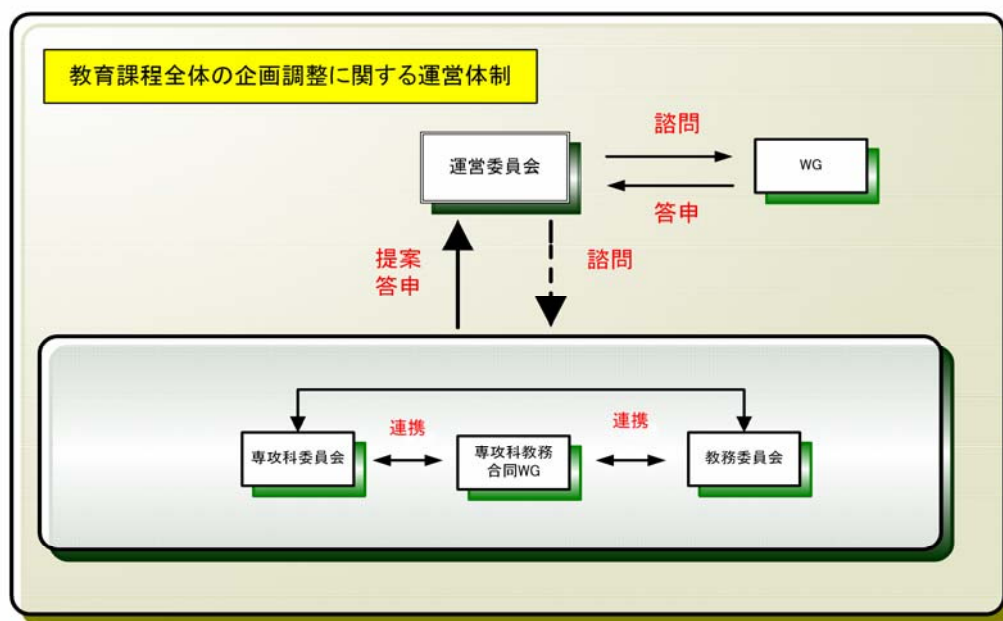 教育課程全体の企画調整に関する運営体制
諮問
運営委員会
WG
答申
提案
答申
諮問
連携
連携
専攻科委員会
専攻科教務
合同WG
教務委員会